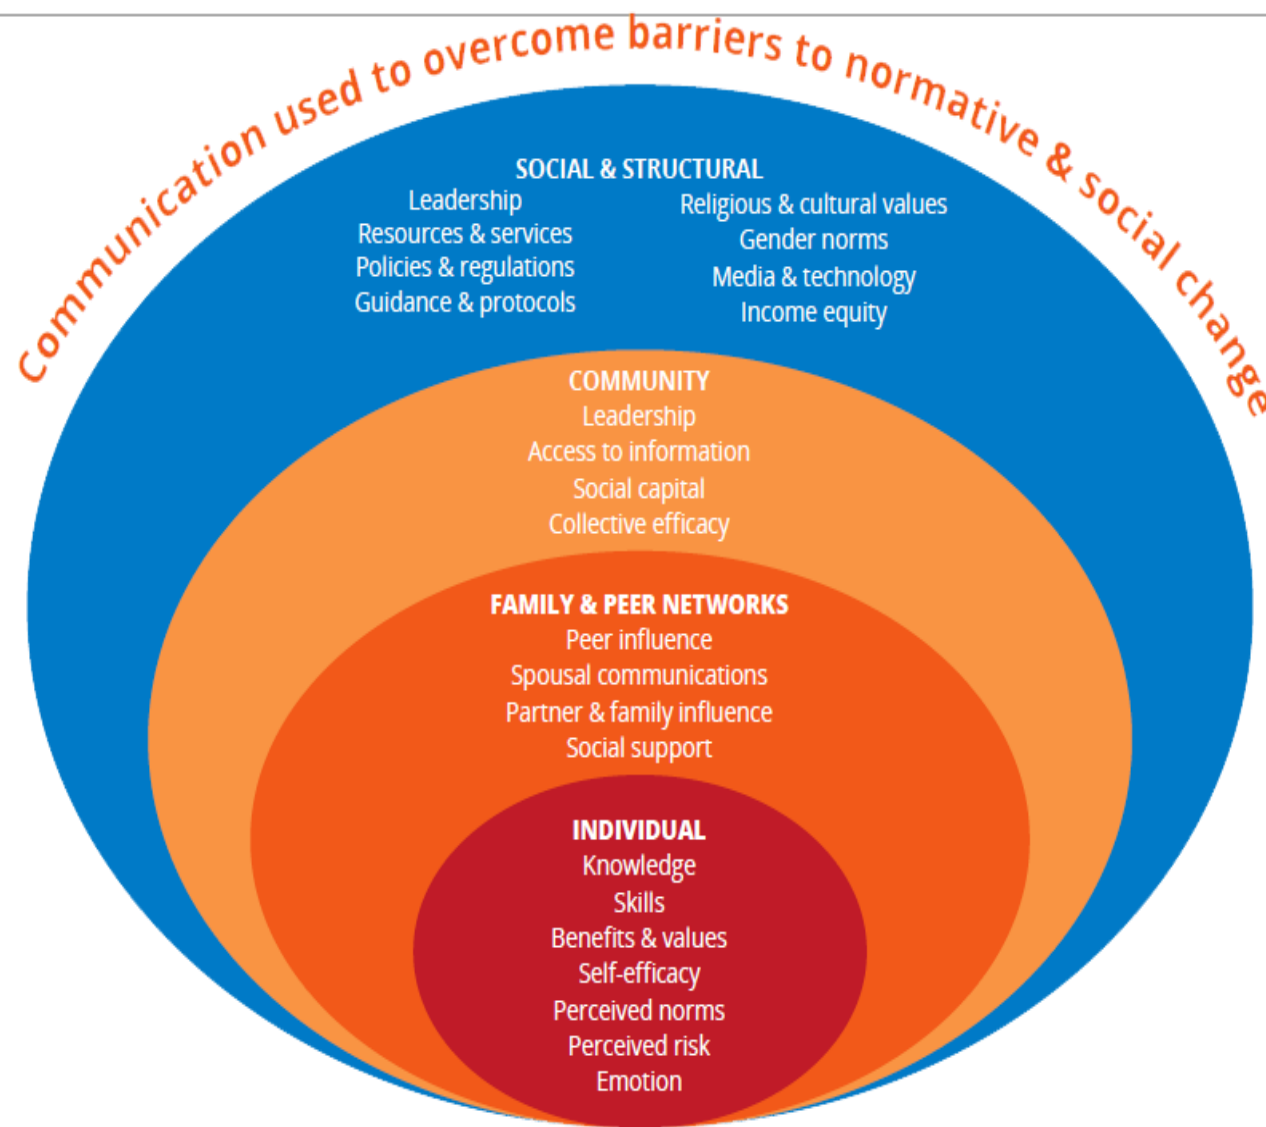 Communication used to overcome barriers to normative & social change
SOCIAL & STRUCTURAL
Leadership
Resources & services
Policies & regulations
Guidance & protocols
Religious & cultural values
Gender norms
Media & technology
Income equity
COMMUNITY
Leadership
Access to information
Social capital
Collective efficacy
FAMILY & PEER NETWORKS
Peer influence
Spousal communications
Partner & family influence
Social support
INDIVIDUAL
Knowledge
Skills
Benefits & values
Self-efficacy
Perceived norms
Perceived risk
Emotion